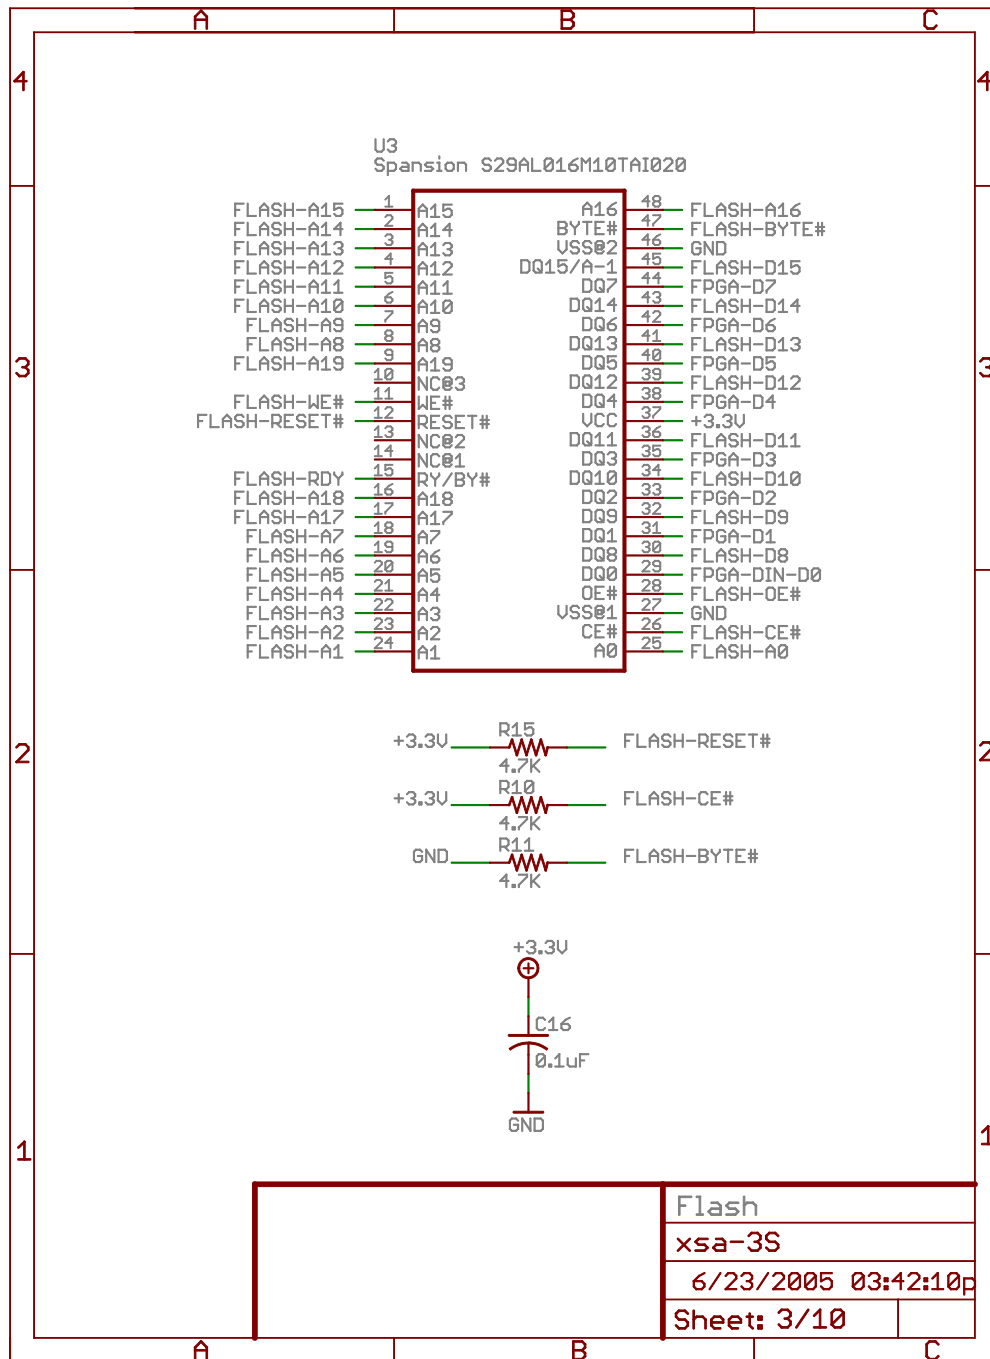 A B C
4 4
U3
Spansion S29AL016M10TAI020
FLASH-A15 1 A15 A16 48 FLASH-A16
FLASH-A14 2 A14 BYTE# 47 FLASH-BYTE#
FLASH-A13 3 A13 VSS@2 46 GND
FLASH-A12 4 A12 DQ15/A-1 45 FLASH-D15
FLASH-A11 5 A11 DQ7 44 FPGA-D7
FLASH-A10 6 A10 DQ14 43 FLASH-D14
FLASH-A9 7 A9 DQ6 42 FPGA-D6
FLASH-A8 8 A8 DQ13 41 FLASH-D13
FLASH-A19 9 A19 DQ5 40 FPGA-D5
3 3
10 NC@3 DQ12 39 FLASH-D12
FLASH-WE# 11 WE# DQ4 38 FPGA-D4
FLASH-RESET# 12 RESET# VCC 37 +3.3V
13 NC@2 DQ11 36 FLASH-D11
14 NC@1 DQ3 35 FPGA-D3
FLASH-RDY 15 RY/BY# DQ10 34 FLASH-D10
FLASH-A18 16 A18 DQ2 33 FPGA-D2
FLASH-A17 17 A17 DQ9 32 FLASH-D9
FLASH-A7 18 A7 DQ1 31 FPGA-D1
FLASH-A6 19 A6 DQ8 30 FLASH-D8
FLASH-A5 20 A5 DQ0 29 FPGA-DIN-D0
FLASH-A4 21 A4 OE# 28 FLASH-OE#
FLASH-A3 22 A3 VSS@1 27 GND
FLASH-A2 23 A2 CE# 26 FLASH-CE#
FLASH-A1 24 A1 A0 25 FLASH-A0
R15
+3.3V FLASH-RESET#
4.7K
2 2
R10
+3.3V FLASH-CE#
4.7K
R11
GND FLASH-BYTE#
4.7K
+3.3V
C16
0.1uF
GND
1 1
Flash
xsa-3S
6/23/2005 03:42:10p
Sheet: 3/10
A B C